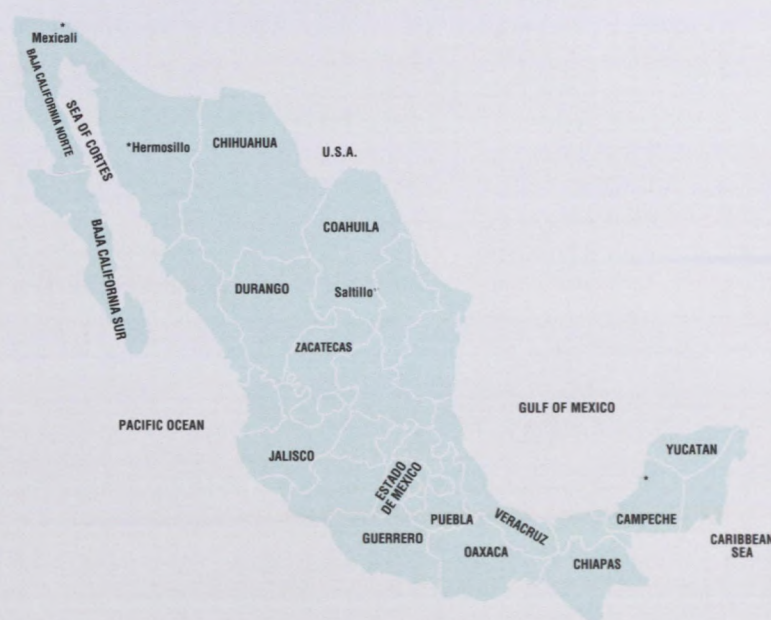 Mexicali
BAJA CALIFORNIA NORTE
SEA OF CORTES
*Hermosillo
CHIHUAHUA
U.S.A.
COAHUILA
BAJA CALIFORNIA SUR
DURANGO
Saltillo
ZACATECAS
PACIFIC OCEAN
GULF OF MEXICO
JALISCO
ESTADO
DE MEXICO
YUCATAN
PUEBLA
VERACRUZ
CAMPECHE
GUERRERO
OAXACA
CHIAPAS
CARIBBEAN
SEA